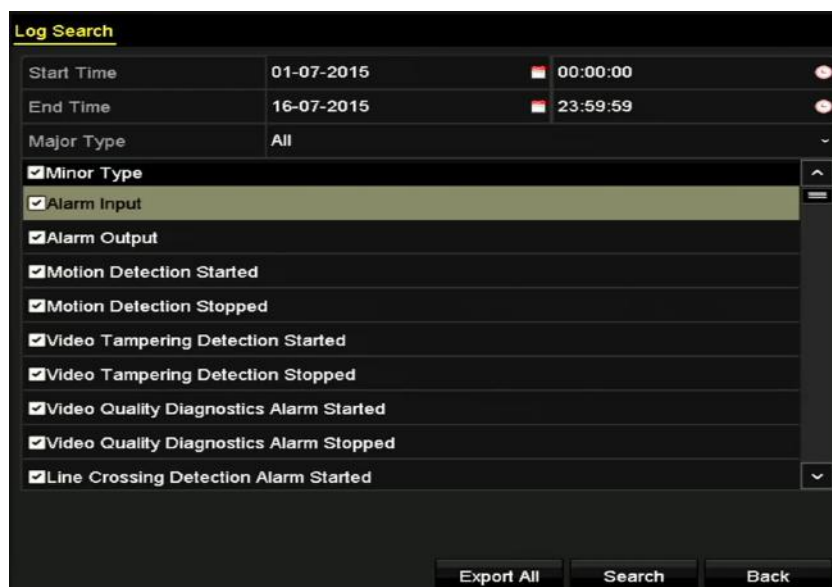 Log Search
Start Time 01-07-2015 00:00:00
End Time 16-07-2015 23:59:59
Major Type All
Minor Type
Alarm Input
Alarm Output
Motion Detection Started
Motion Detection Stopped
Video Tampering Detection Started
Video Tampering Detection Stopped
Video Quality Diagnostics Alarm Started
Video Quality Diagnostics Alarm Stopped
Line Crossing Detection Alarm Started
Export All Search Back